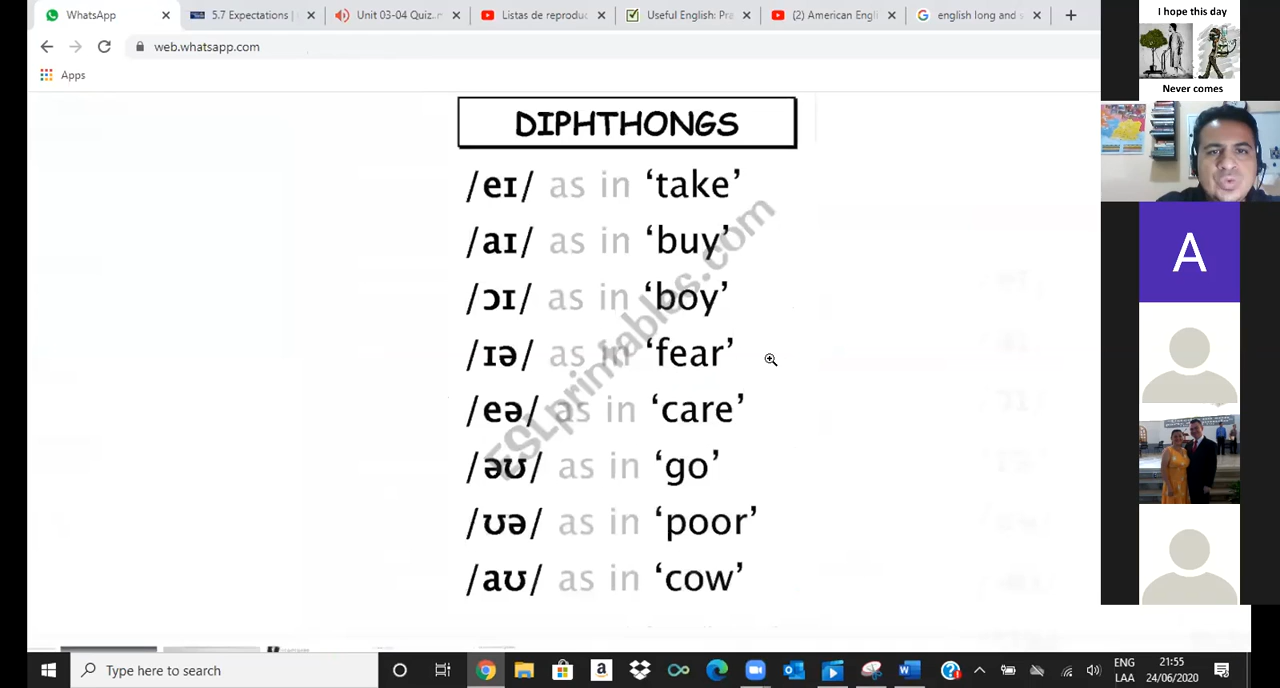 WhatsApp
5.7 Expectations |
Unit 03-04 Quiz.m
Listas de reproduc
Useful English: Pra
(2) American Engli
english long and s
web.whatsapp.com
Apps
I hope this day
Never comes
DIPHTHONGS
/eɪ/ as in ‘take’
/aɪ/ as in ‘buy’
/ɔɪ/ as in ‘boy’
/ɪə/ as in ‘fear’
/eə/ as in ‘care’
/əʊ/ as in ‘go’
/ʊə/ as in ‘poor’
/aʊ/ as in ‘cow’
ESLprintables.com
A
Type here to search
ENG
LAA
21:55
24/06/2020